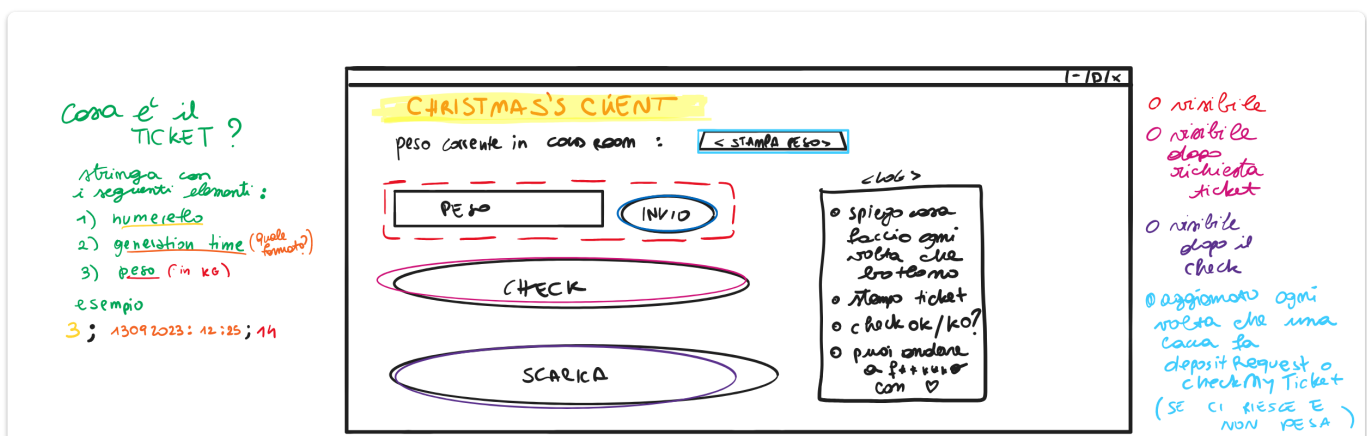 Cosa è il
TICKET ?
stringa con
i seguenti elementi :
1) numeretto
2) generation time (quale
formato?)
3) peso (in KG)
esempio
3 ; 13092023: 12:25 ; 14
|-|D|x
CHRISTMAS'S CLIENT
peso corrente in COLD ROOM :
< STAMPA PESO >
PESO
INVIO
CHECK
SCARICA
<LOG>
o spiego cosa
faccio ogni
volta che
bottono
o stampo ticket
o check ok/ko?
o puoi andare
a f******o
con ♡
O visibile
O visibile
dopo
richiesta
ticket
O visibile
dopo il
check
O aggiornato ogni
volta che una
fa
depositRequest o
checkMyTicket
(SE CI RIESCE E
NON PESA )